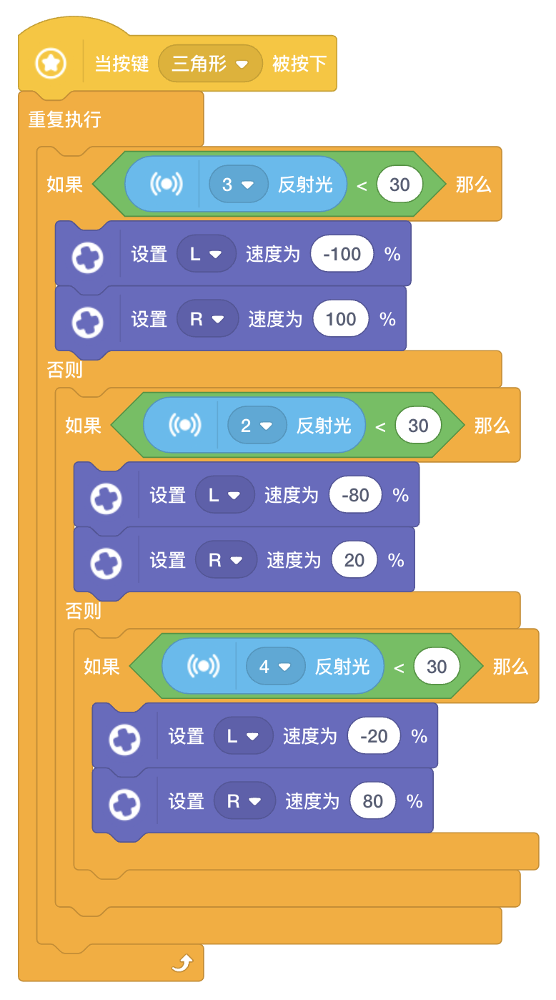 当按键 三角形 被按下
重复执行
如果 3 反射光 < 30 那么
设置 L 速度为 -100 %
设置 R 速度为 100 %
否则
如果 2 反射光 < 30 那么
设置 L 速度为 -80 %
设置 R 速度为 20 %
否则
如果 4 反射光 < 30 那么
设置 L 速度为 -20 %
设置 R 速度为 80 %